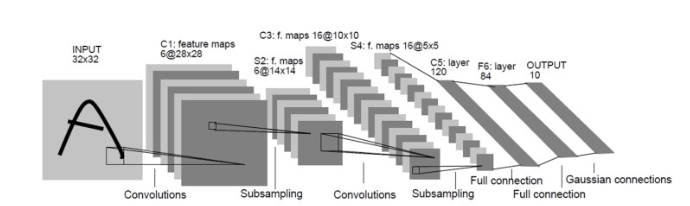 INPUT
32x32
C1: feature maps
6@28x28
S2: f. maps
6@14x14
C3: f. maps 16@10x10
S4: f. maps 16@5x5
C5: layer
120
F6: layer
84
OUTPUT
10
Convolutions
Subsampling
Convolutions
Subsampling
Full connection
Full connection
Gaussian connections